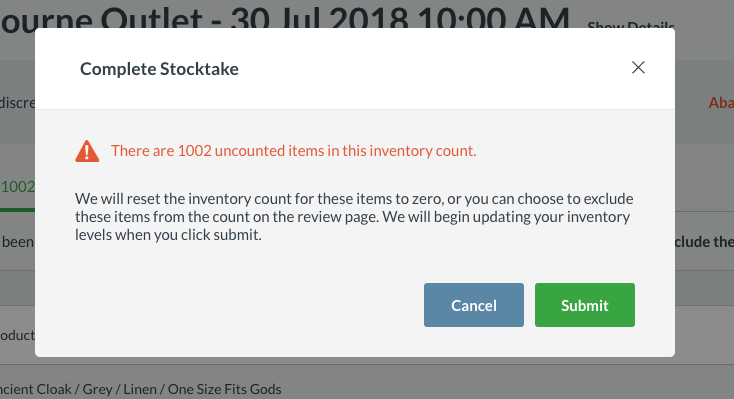 ourne Outlet - 30 Jul 2018 10:00 AM Show Details
Complete Stocktake
discre
Aba
There are 1002 uncounted items in this inventory count.
1002
We will reset the inventory count for these items to zero, or you can choose to exclude
these items from the count on the review page. We will begin updating your inventory
levels when you click submit.
been
clude the
Cancel
Submit
oduct
ncient Cloak / Grey / Linen / One Size Fits Gods